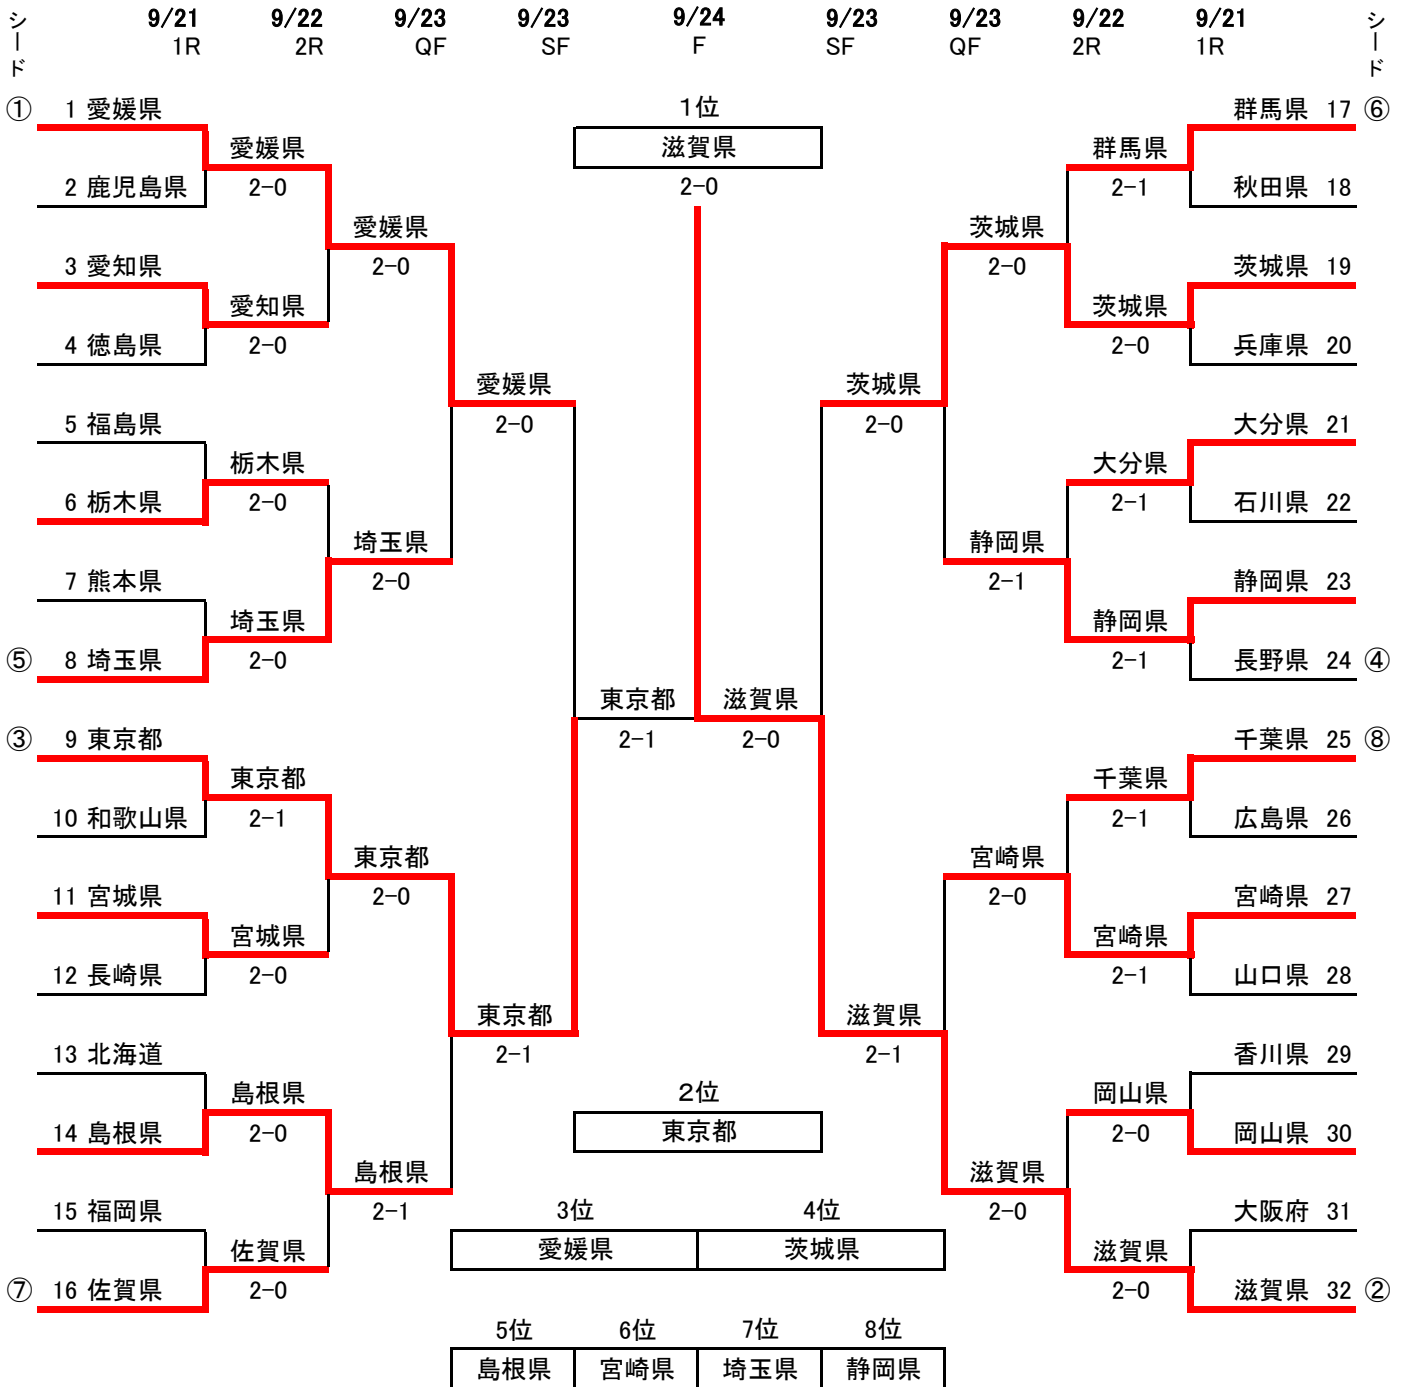 シード 9/21 9/22 9/23 9/23 9/24 9/23 9/23 9/22 9/21 シード
1R 2R QF SF F SF QF 2R 1R
① 1 愛媛県 1位 群馬県 17 ⑥
愛媛県 滋賀県 群馬県
2 鹿児島県 2-0 2-0 2-1 秋田県 18
愛媛県 茨城県
3 愛知県 2-0 2-0 茨城県 19
愛知県 茨城県
4 徳島県 2-0 2-0 兵庫県 20
愛媛県 茨城県
5 福島県 2-0 2-0 大分県 21
栃木県 大分県
6 栃木県 2-0 2-1 石川県 22
埼玉県 静岡県
7 熊本県 2-0 2-1 静岡県 23
埼玉県 静岡県
⑤ 8 埼玉県 2-0 2-1 長野県 24 ④
東京都 滋賀県
③ 9 東京都 2-1 2-0 千葉県 25 ⑧
東京都 千葉県
10 和歌山県 2-1 2-1 広島県 26
東京都 宮崎県
11 宮城県 2-0 2-0 宮崎県 27
宮城県 宮崎県
12 長崎県 2-0 2-1 山口県 28
東京都 滋賀県
13 北海道 2-1 2-1 香川県 29
島根県 2位 岡山県
14 島根県 2-0 東京都 2-0 岡山県 30
島根県 滋賀県
15 福岡県 2-1 3位 4位 2-0 大阪府 31
佐賀県 愛媛県 茨城県 滋賀県
⑦ 16 佐賀県 2-0 2-0 滋賀県 32 ②
5位 6位 7位 8位
島根県 宮崎県 埼玉県 静岡県